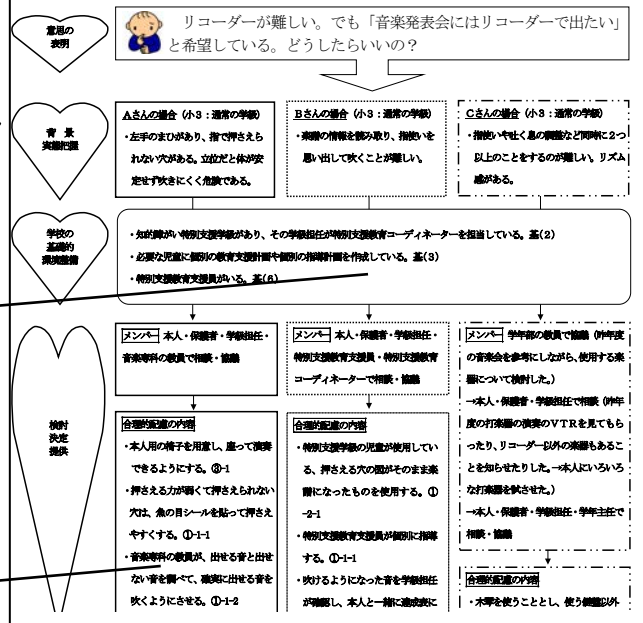 意思の
表明
リコーダーが難しい。でも「音楽発表会にはリコーダーで出たい」
と希望している。どうしたらいいの？
背 景
実態把握
Aさんの場合（小3：通常の学級）
・左手のまひがあり、指で押さえら
れない穴がある。立位だと体が安
定せず吹きにくく危険である。
Bさんの場合（小3：通常の学級）
・楽譜の情報を読み取り、指使いを
思い出して吹くことが難しい。
Cさんの場合（小3：通常の学級）
・指使いや吐く息の調整など同時に2つ
以上のことをするのが難しい。リズム
感がある。
学校の
基礎的
環境整備
・知的障がい特別支援学級があり、その学級担任が特別支援教育コーディネーターを担当している。基(2)
・必要な児童に個別の教育支援計画や個別の指導計画を作成している。基(3)
・特別支援教育支援員がいる。基(6)
検討
決定
提供
メンバー 本人・保護者・学級担任・
音楽専科の教員で相談・協議
合理的配慮の内容
・本人用の椅子を用意し、座って演奏
できるようにする。③-1
・押さえる力が弱くて押さえられない
穴は、魚の目シールを貼って押さえ
やすくする。①-1-1
・音楽専科の教員が、出せる音と出せ
ない音を調べて、確実に出せる音を
吹くようにさせる。①-1-2
メンバー 本人・保護者・学級担任・
特別支援教育支援員・特別支援教育
コーディネーターで相談・協議
合理的配慮の内容
・特別支援学級の児童が使用してい
る、押さえる穴の図がそのまま楽
譜になったものを使用する。①
-2-1
・特別支援教育支援員が個別に指導
する。①-1-1
・吹けるようになった音を学級担任
が確認し、本人と一緒に達成表に
メンバー 学年部の教員で協議（昨年度
の音楽会を参考にしながら、使用する楽
器について検討した。）
→本人・保護者・学級担任で相談（昨年
度の打楽器の演奏のVTRを見てもら
ったり、リコーダー以外の楽器もあるこ
とを知らせたりした。→本人にいろいろ
な打楽器を試させた。）
→本人・保護者・学級担任・学年主任で
相談・協議
合理的配慮の内容
・木琴を使うこととし、使う鍵盤以外